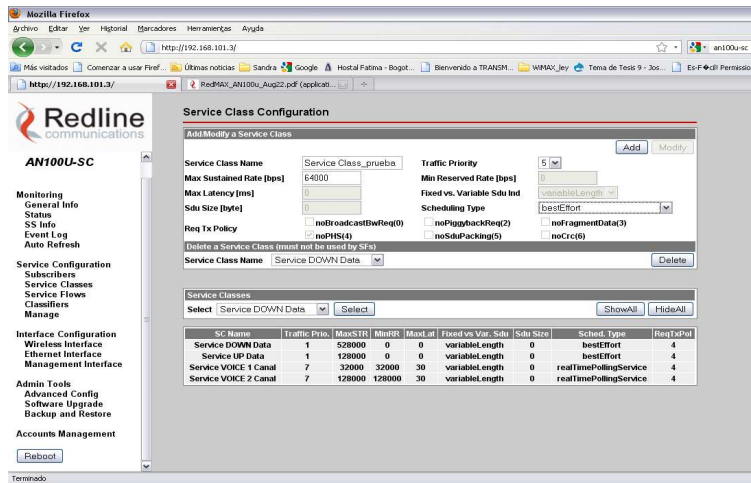 Mozilla Firefox
Archivo Editar Ver Historial Marcadores Herramientas Ayuda
http://192.168.101.3/
an100u-sc
Más visitados Comenzar a usar Firef... Últimas noticias Sandra Google Hostal Fatima - Bogot... Bienvenido a TRANSM... WiMAX_ley Tema de Tesis 9 - Jos... Es-F�cil! Permissio
http://192.168.101.3/ RedMAX_AN100u_Aug22.pdf (applicati...
Redline
communications
AN100U-SC
Monitoring
General Info
Status
SS Info
Event Log
Auto Refresh
Service Configuration
Subscribers
Service Classes
Service Flows
Classifiers
Manage
Interface Configuration
Wireless Interface
Ethernet Interface
Management Interface
Admin Tools
Advanced Config
Software Upgrade
Backup and Restore
Accounts Management
Reboot
Service Class Configuration
Add/Modify a Service Class
Add Modify
Service Class Name Service Class_prueba Traffic Priority 5
Max Sustained Rate [bps] 64000 Min Reserved Rate [bps] 0
Max Latency [ms] 0 Fixed vs. Variable Sdu Ind variableLength
Sdu Size [byte] 0 Scheduling Type bestEffort
Req Tx Policy noBroadcastBwReq(0) noPiggybackReq(2) noFragmentData(3)
noPHS(4) noSduPacking(5) noCrc(6)
Delete a Service Class (must not be used by SFs)
Service Class Name Service DOWN Data Delete
Service Classes
Select Service DOWN Data Select ShowAll HideAll
SC Name Traffic Prio. MaxSTR MinRR MaxLat Fixed vs Var. Sdu Sdu Size Sched. Type ReqTxPol
Service DOWN Data 1 528000 0 0 variableLength 0 bestEffort 4
Service UP Data 1 128000 0 0 variableLength 0 bestEffort 4
Service VOICE 1 Canal 7 32000 32000 30 variableLength 0 realTimePollingService 4
Service VOICE 2 Canal 7 128000 128000 30 variableLength 0 realTimePollingService 4
Terminado